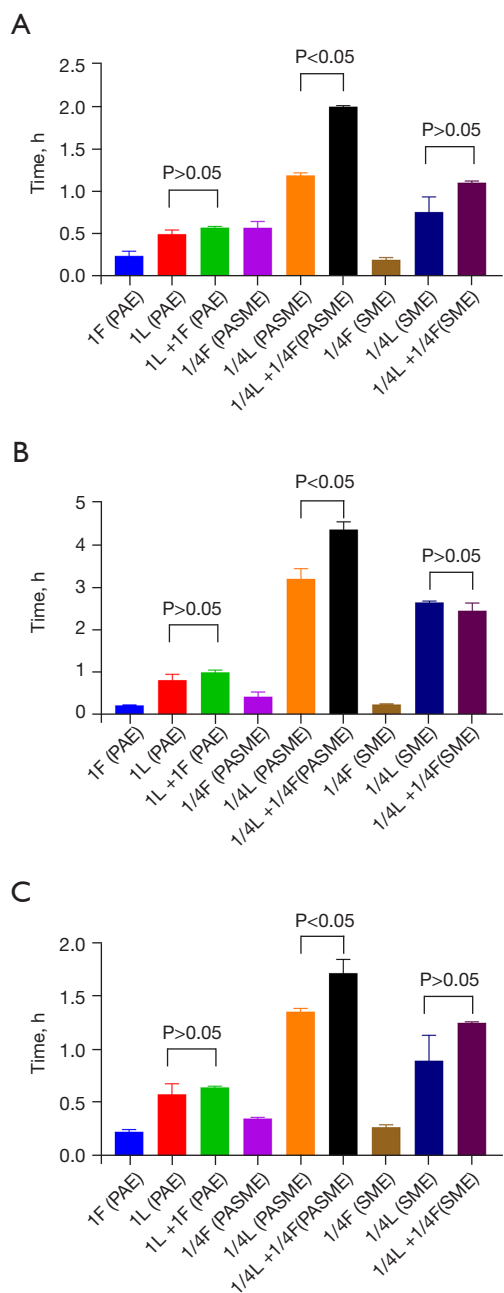 A
2.5
2.0
1.5
1.0
0.5
0.0
Time, h
P>0.05
P<0.05
P>0.05
1F (PAE)
1L (PAE)
1L +1F (PAE)
1/4F (PASME)
1/4L (PASME)
1/4L +1/4F(PASME)
1/4F (SME)
1/4L (SME)
1/4L +1/4F(SME)
B
5
4
3
2
1
0
Time, h
P>0.05
P<0.05
P>0.05
1F (PAE)
1L (PAE)
1L +1F (PAE)
1/4F (PASME)
1/4L (PASME)
1/4L +1/4F(PASME)
1/4F (SME)
1/4L (SME)
1/4L +1/4F(SME)
C
2.0
1.5
1.0
0.5
0.0
Time, h
P>0.05
P<0.05
P>0.05
1F (PAE)
1L (PAE)
1L +1F (PAE)
1/4F (PASME)
1/4L (PASME)
1/4L +1/4F(PASME)
1/4F (SME)
1/4L (SME)
1/4L +1/4F(SME)